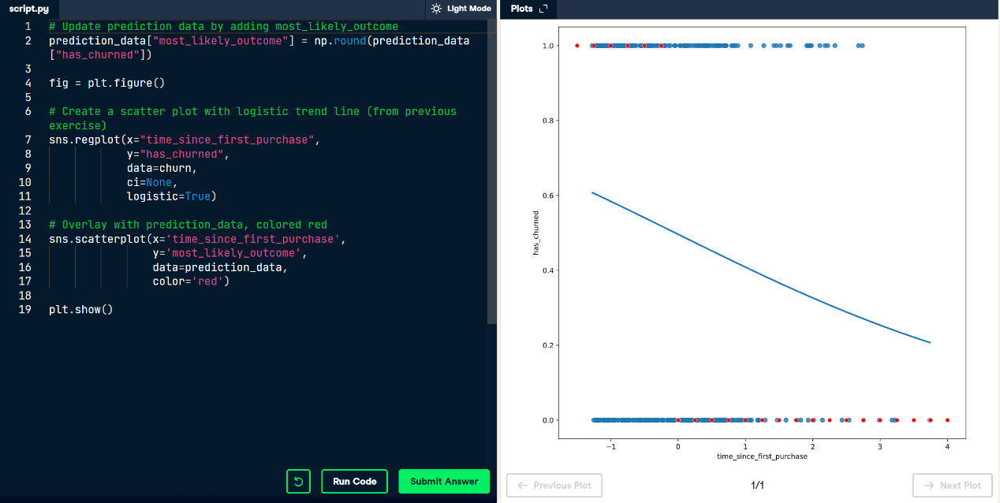 script.py
Light Mode
1 # Update prediction data by adding most_likely_outcome
2 prediction_data["most_likely_outcome"] = np.round(prediction_data
["has_churned"])
3
4 fig = plt.figure()
5
6 # Create a scatter plot with logistic trend line (from previous
exercise)
7 sns.regplot(x="time_since_first_purchase",
8 y="has_churned",
9 data=churn,
10 ci=None,
11 logistic=True)
12
13 # Overlay with prediction_data, colored red
14 sns.scatterplot(x='time_since_first_purchase',
15 y='most_likely_outcome',
16 data=prediction_data,
17 color='red')
18
19 plt.show()
Run Code
Submit Answer
Plots
1.0
0.8
0.6
0.4
0.2
0.0
has_churned
−1 0 1 2 3 4
time_since_first_purchase
Previous Plot
1/1
Next Plot